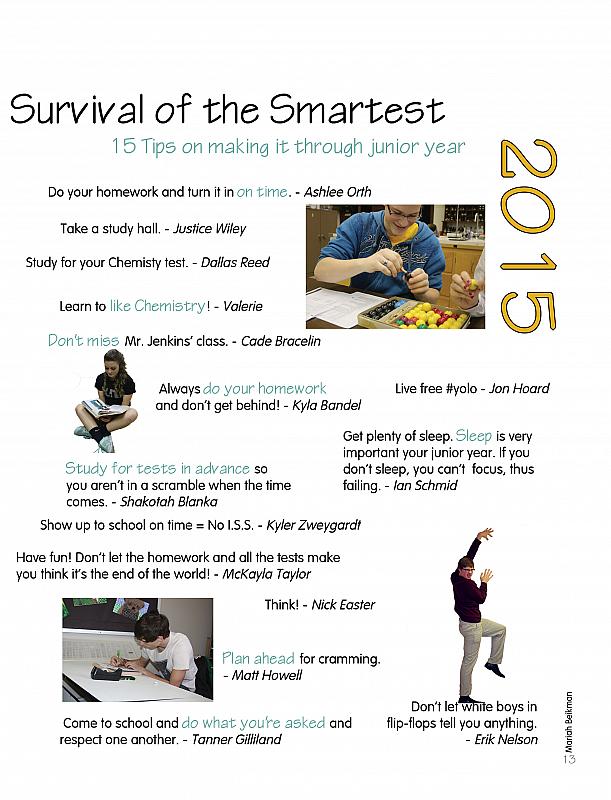 Survival of the Smartest
15 Tips on making it through junior year
2015
Do your homework and turn it in on time. - Ashlee Orth
Take a study hall. - Justice Wiley
Study for your Chemisty test. - Dallas Reed
Learn to like Chemistry! - Valerie
Don't miss Mr. Jenkins' class. - Cade Bracelin
Always do your homework
and don't get behind! - Kyla Bandel
Live free #yolo - Jon Hoard
Get plenty of sleep. Sleep is very
important your junior year. If you
don't sleep, you can't focus, thus
failing. - Ian Schmid
Study for tests in advance so
you aren't in a scramble when the time
comes. - Shakotah Blanka
Show up to school on time = No I.S.S. - Kyler Zweygardt
Have fun! Don't let the homework and all the tests make
you think it's the end of the world! - McKayla Taylor
Think! - Nick Easter
Plan ahead for cramming.
- Matt Howell
Come to school and do what you're asked and
respect one another. - Tanner Gilliland
Don't let white boys in
flip-flops tell you anything.
- Erik Nelson
Mariah Beikman
13